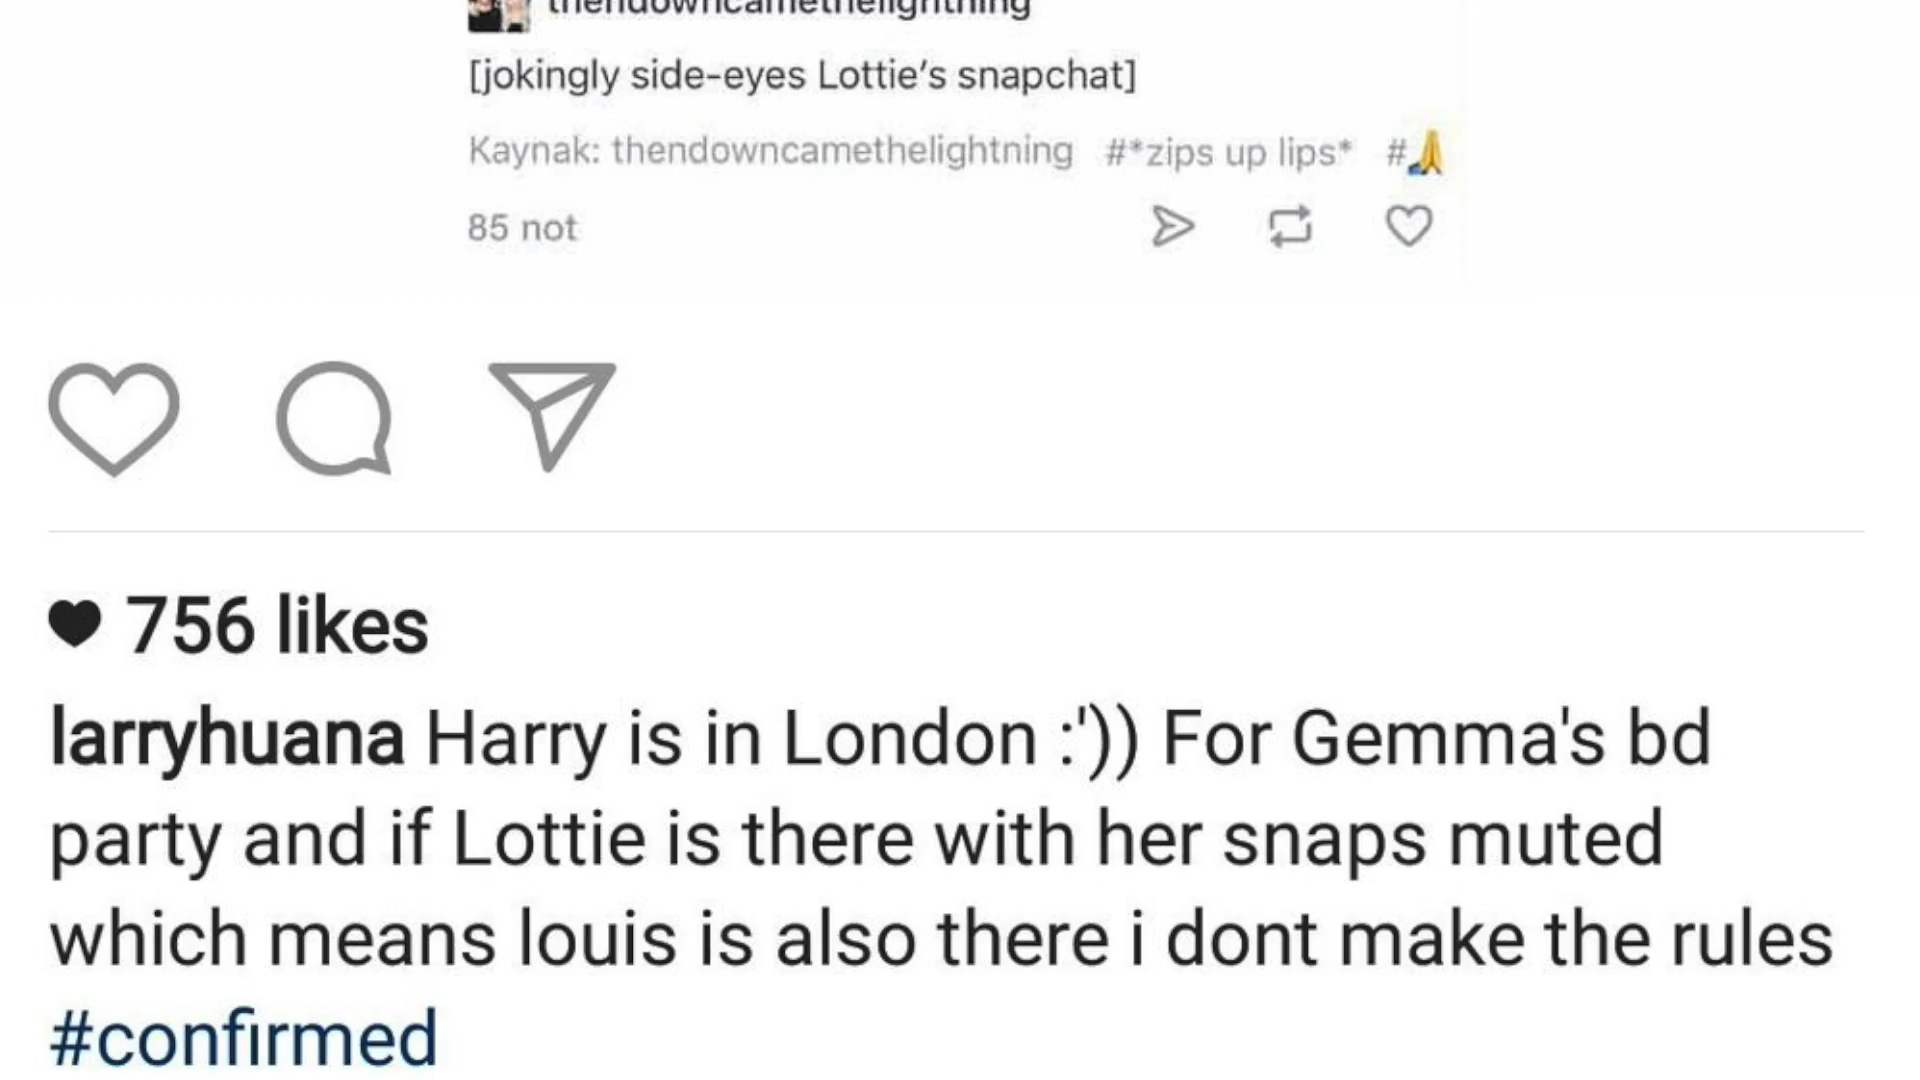 thendowncamethelightning
[jokingly side-eyes Lottie's snapchat]
Kaynak: thendowncamethelightning #*zips up lips* #🙏
85 not
756 likes
larryhuana Harry is in London :')) For Gemma's bd
party and if Lottie is there with her snaps muted
which means louis is also there i dont make the rules
#confirmed